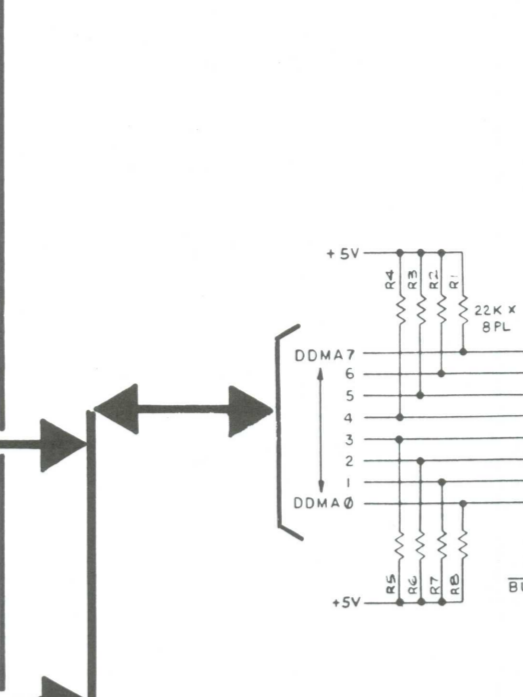 +5V
R4 R3 R2 R1
22K X
8PL
DDMA7
6
5
4
3
2
1
DDMAØ
R5 R6 R7 R8
+5V